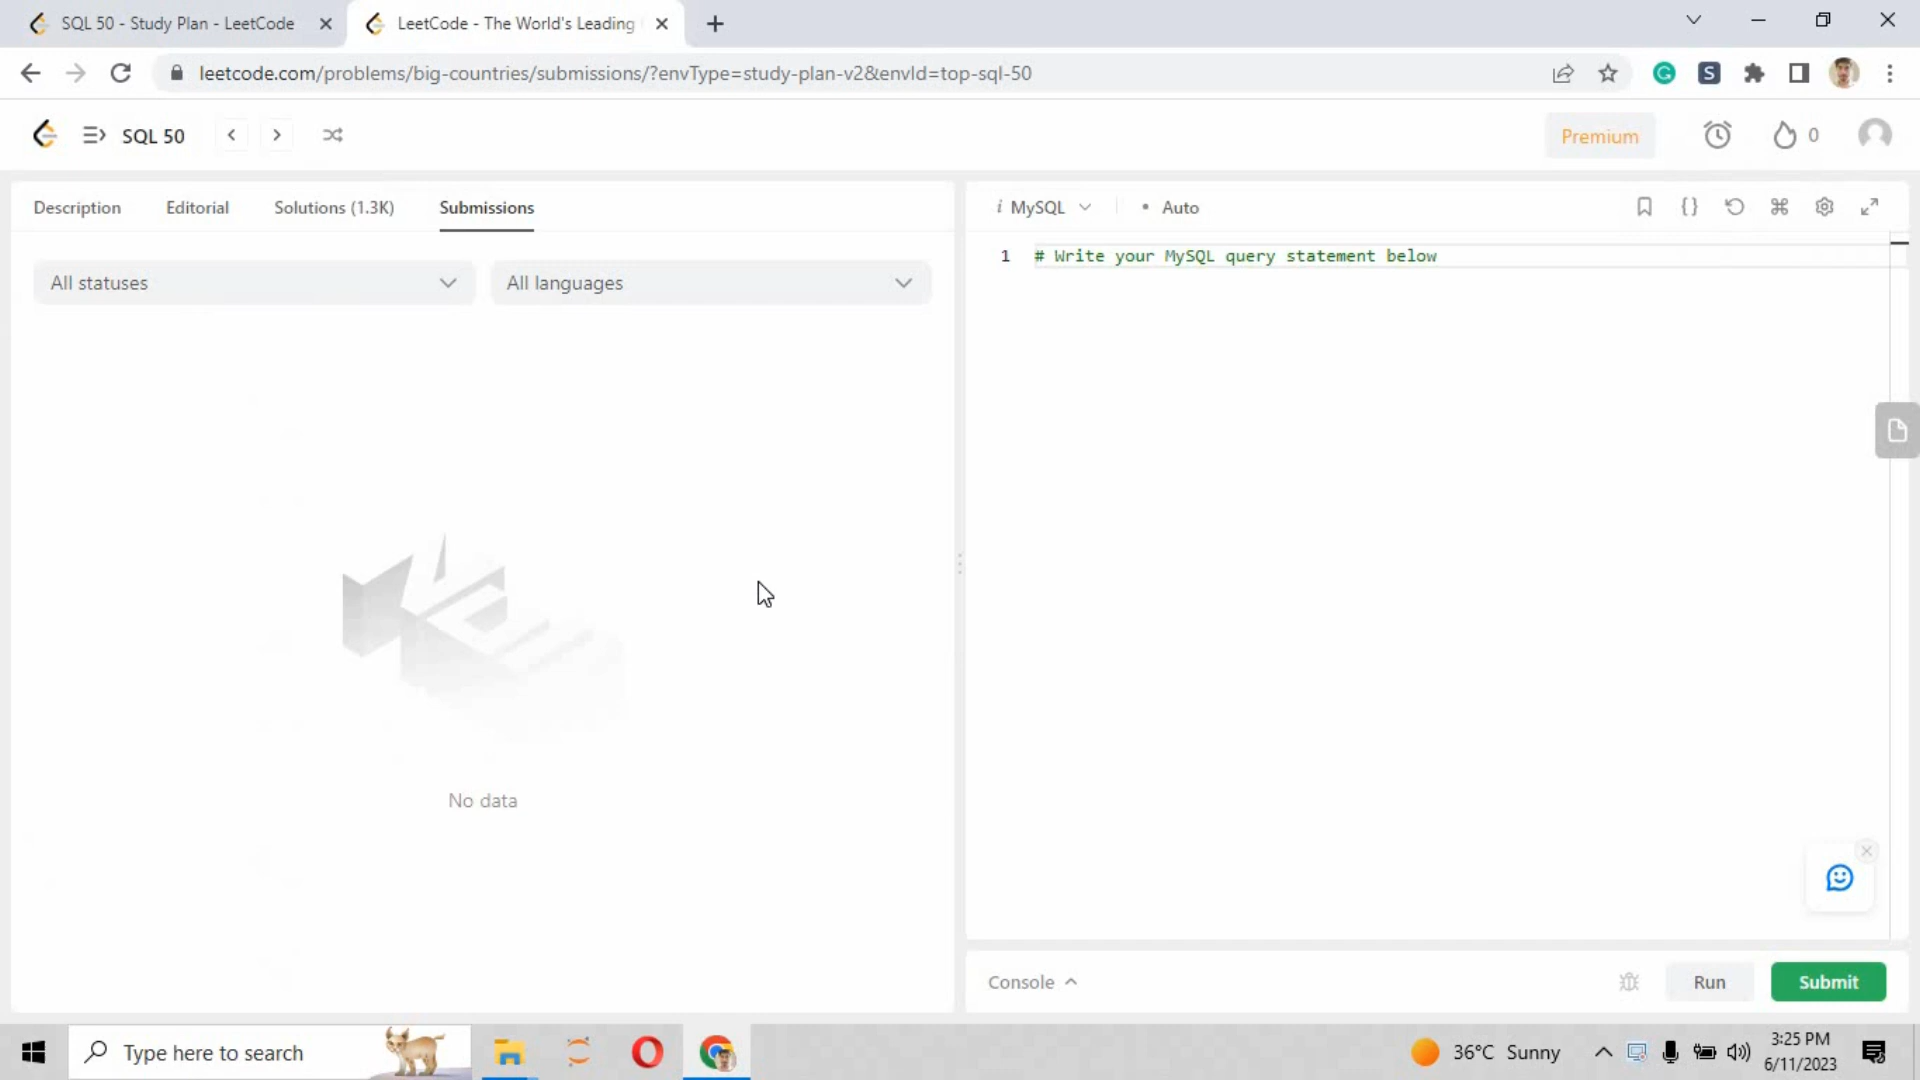 SQL 50 - Study Plan - LeetCode
LeetCode - The World's Leading
leetcode.com/problems/big-countries/submissions/?envType=study-plan-v2&envId=top-sql-50
G
S
SQL 50
Premium
0
Description
Editorial
Solutions (1.3K)
Submissions
i MySQL
• Auto
{}
All statuses
All languages
1 # Write your MySQL query statement below
No data
Console
Run
Submit
Type here to search
36°C Sunny
3:25 PM
6/11/2023